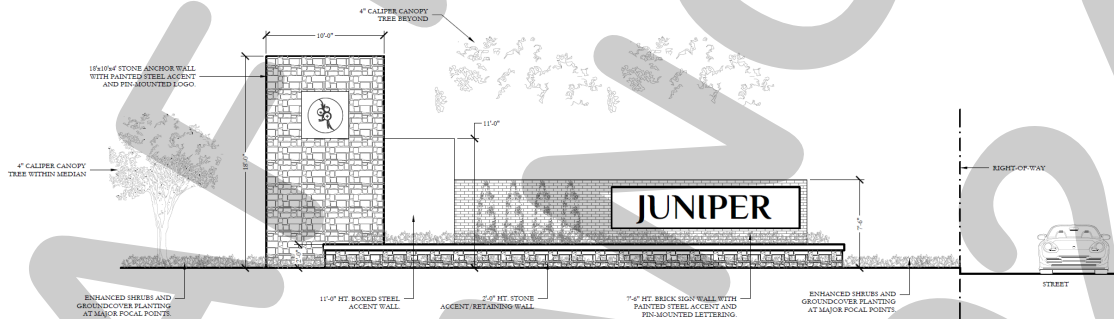 4" CALIPER CANOPY
TREE BEYOND
10'-0"
18'x10'x4' STONE ANCHOR WALL
WITH PAINTED STEEL ACCENT
AND PIN-MOUNTED LOGO.
11'-0"
4" CALIPER CANOPY
TREE WITHIN MEDIAN
18'-0"
RIGHT-OF-WAY
JUNIPER
7'-6"
2'-0"
STREET
ENHANCED SHRUBS AND
GROUNDCOVER PLANTING
AT MAJOR FOCAL POINTS.
11'-0" HT. BOXED STEEL
ACCENT WALL.
2'-0" HT. STONE
ACCENT/RETAINING WALL
7'-6" HT. BRICK SIGN WALL WITH
PAINTED STEEL ACCENT AND
PIN-MOUNTED LETTERING.
ENHANCED SHRUBS AND
GROUNDCOVER PLANTING
AT MAJOR FOCAL POINTS.